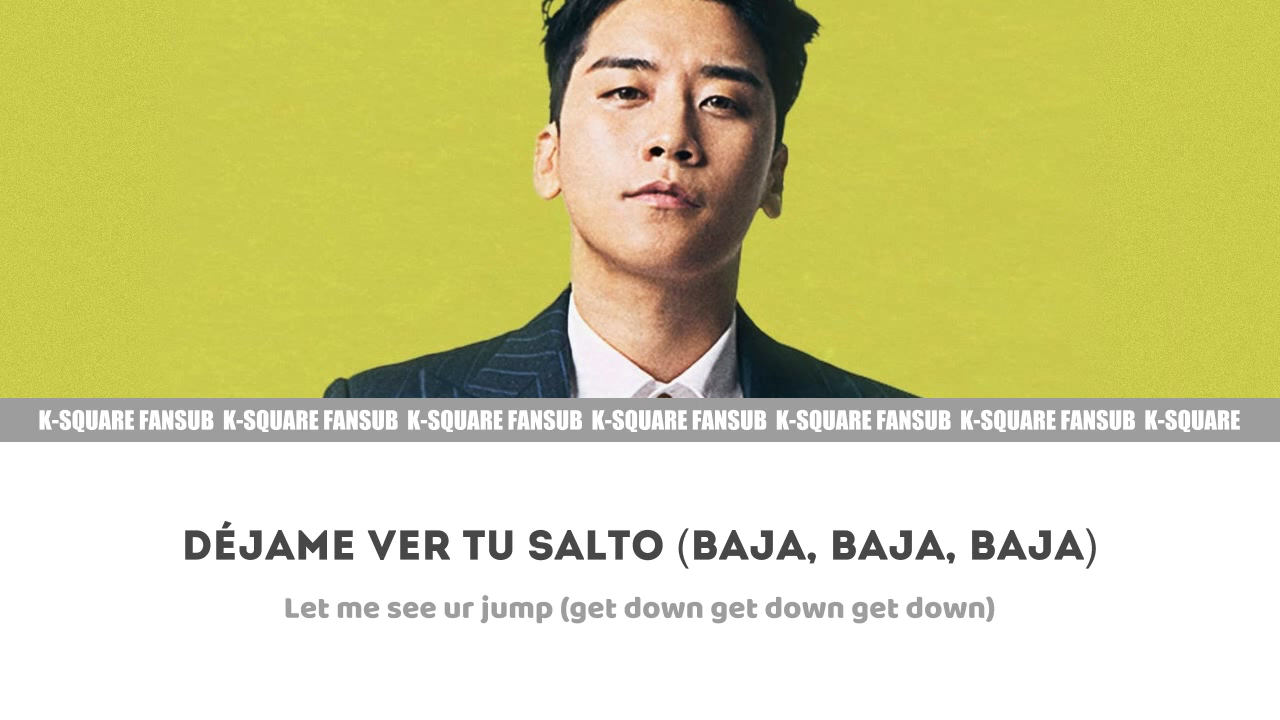 K-SQUARE FANSUB K-SQUARE FANSUB K-SQUARE FANSUB K-SQUARE FANSUB K-SQUARE FANSUB K-SQUARE FANSUB K-SQUARE
DÉJAME VER TU SALTO (BAJA, BAJA, BAJA)
Let me see ur jump (get down get down get down)